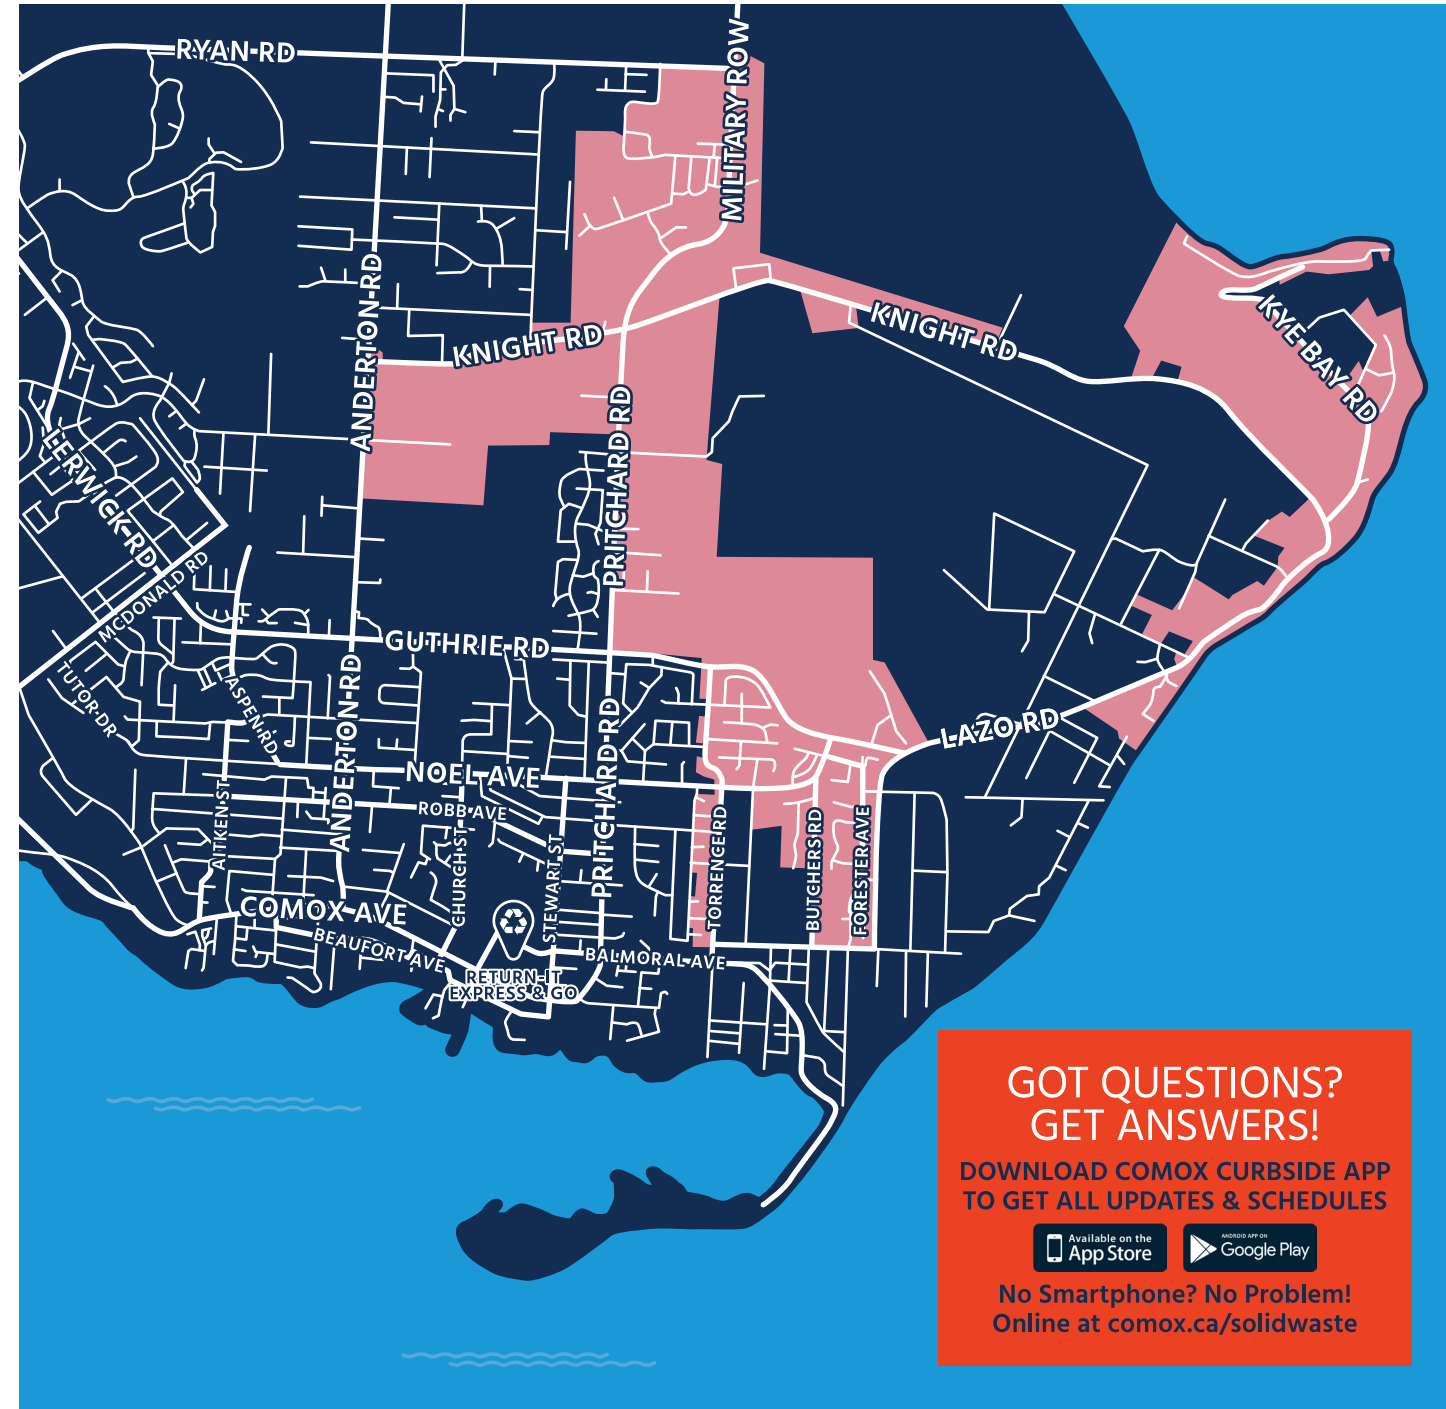 RYAN RD
MILITARY ROW
ANDERTON RD
KNIGHT RD
KNIGHT RD
KYE BAY RD
PRITCHARD RD
LERWICK RD
MCDONALD RD
GUTHRIE RD
TUTOR DR
ASPEN RD
ANDERTON RD
PRITCHARD RD
LAZO RD
NOEL AVE
ROBB AVE
AITKEN ST
CHURCH ST
STEWART ST
TORRENCE RD
BUTCHERS RD
FORESTER AVE
COMOX AVE
BEAUFORT AVE
BALMORAL AVE
RETURN-IT
EXPRESS & GO
GOT QUESTIONS?
GET ANSWERS!
DOWNLOAD COMOX CURBSIDE APP
TO GET ALL UPDATES & SCHEDULES
Available on the
App Store
ANDROID APP ON
Google Play
No Smartphone? No Problem!
Online at comox.ca/solidwaste